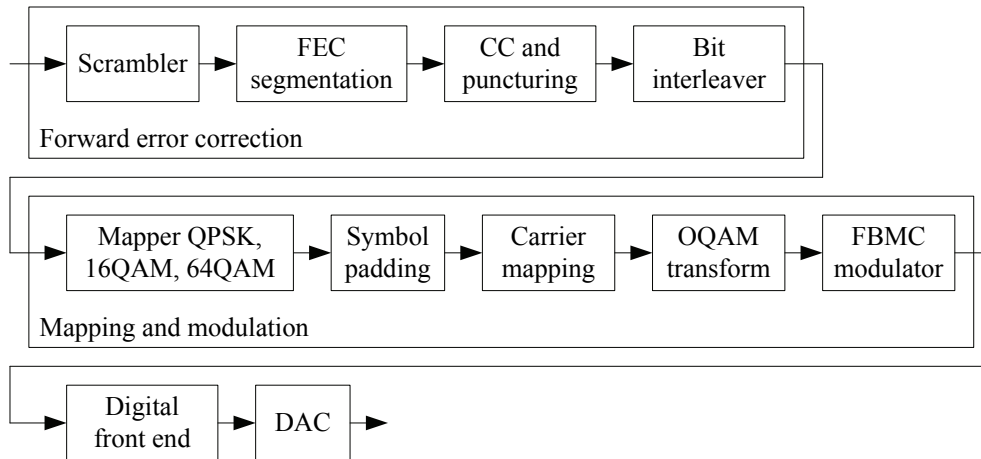 Scrambler
FEC
segmentation
CC and
puncturing
Bit
interleaver
Forward error correction
Mapper QPSK,
16QAM, 64QAM
Symbol
padding
Carrier
mapping
OQAM
transform
FBMC
modulator
Mapping and modulation
Digital
front end
DAC